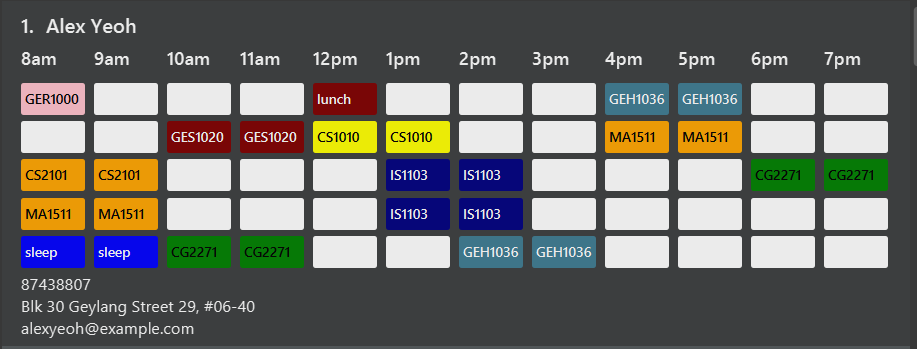 1. Alex Yeoh
8am 9am 10am 11am 12pm 1pm 2pm 3pm 4pm 5pm 6pm 7pm
GER1000 lunch GEH1036 GEH1036
GES1020 GES1020 CS1010 CS1010 MA1511 MA1511
CS2101 CS2101 IS1103 IS1103 CG2271 CG2271
MA1511 MA1511 IS1103 IS1103
sleep sleep CG2271 CG2271 GEH1036 GEH1036
87438807
Blk 30 Geylang Street 29, #06-40
alexyeoh@example.com